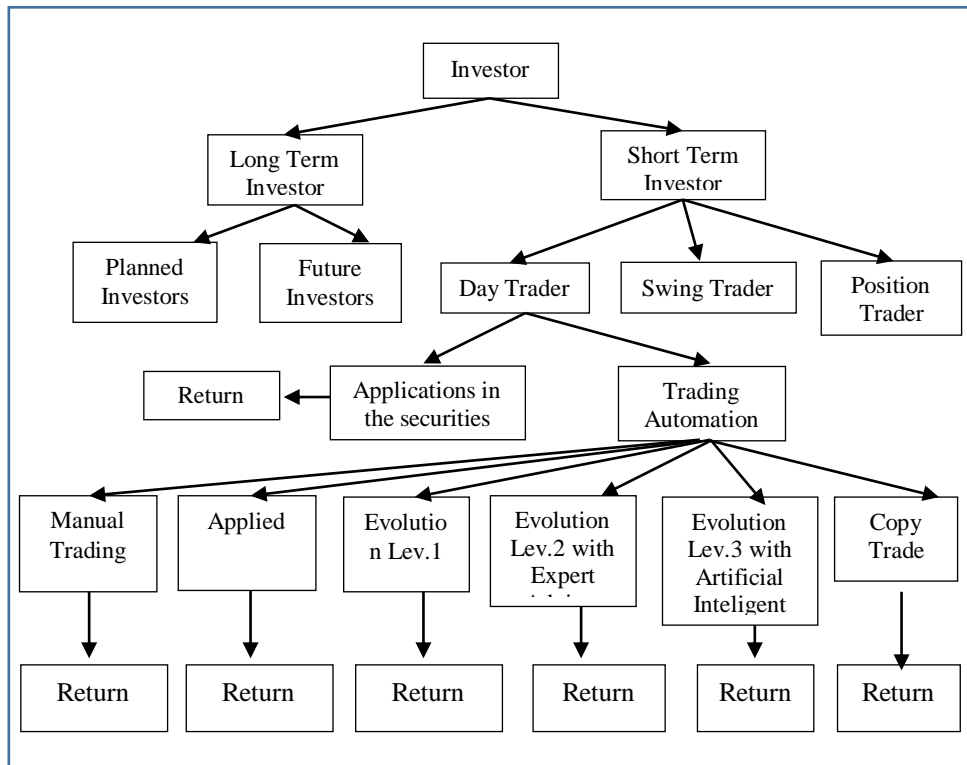 Investor
Long Term
Investor
Short Term
Investor
Planned
Investors
Future
Investors
Day Trader
Swing Trader
Position
Trader
Return
Applications in
the securities
Trading
Automation
Manual
Trading
Applied
Evolutio
n Lev.1
Evolution
Lev.2 with
Expert
Evolution
Lev.3 with
Artificial
Inteligent
Copy
Trade
Return
Return
Return
Return
Return
Return